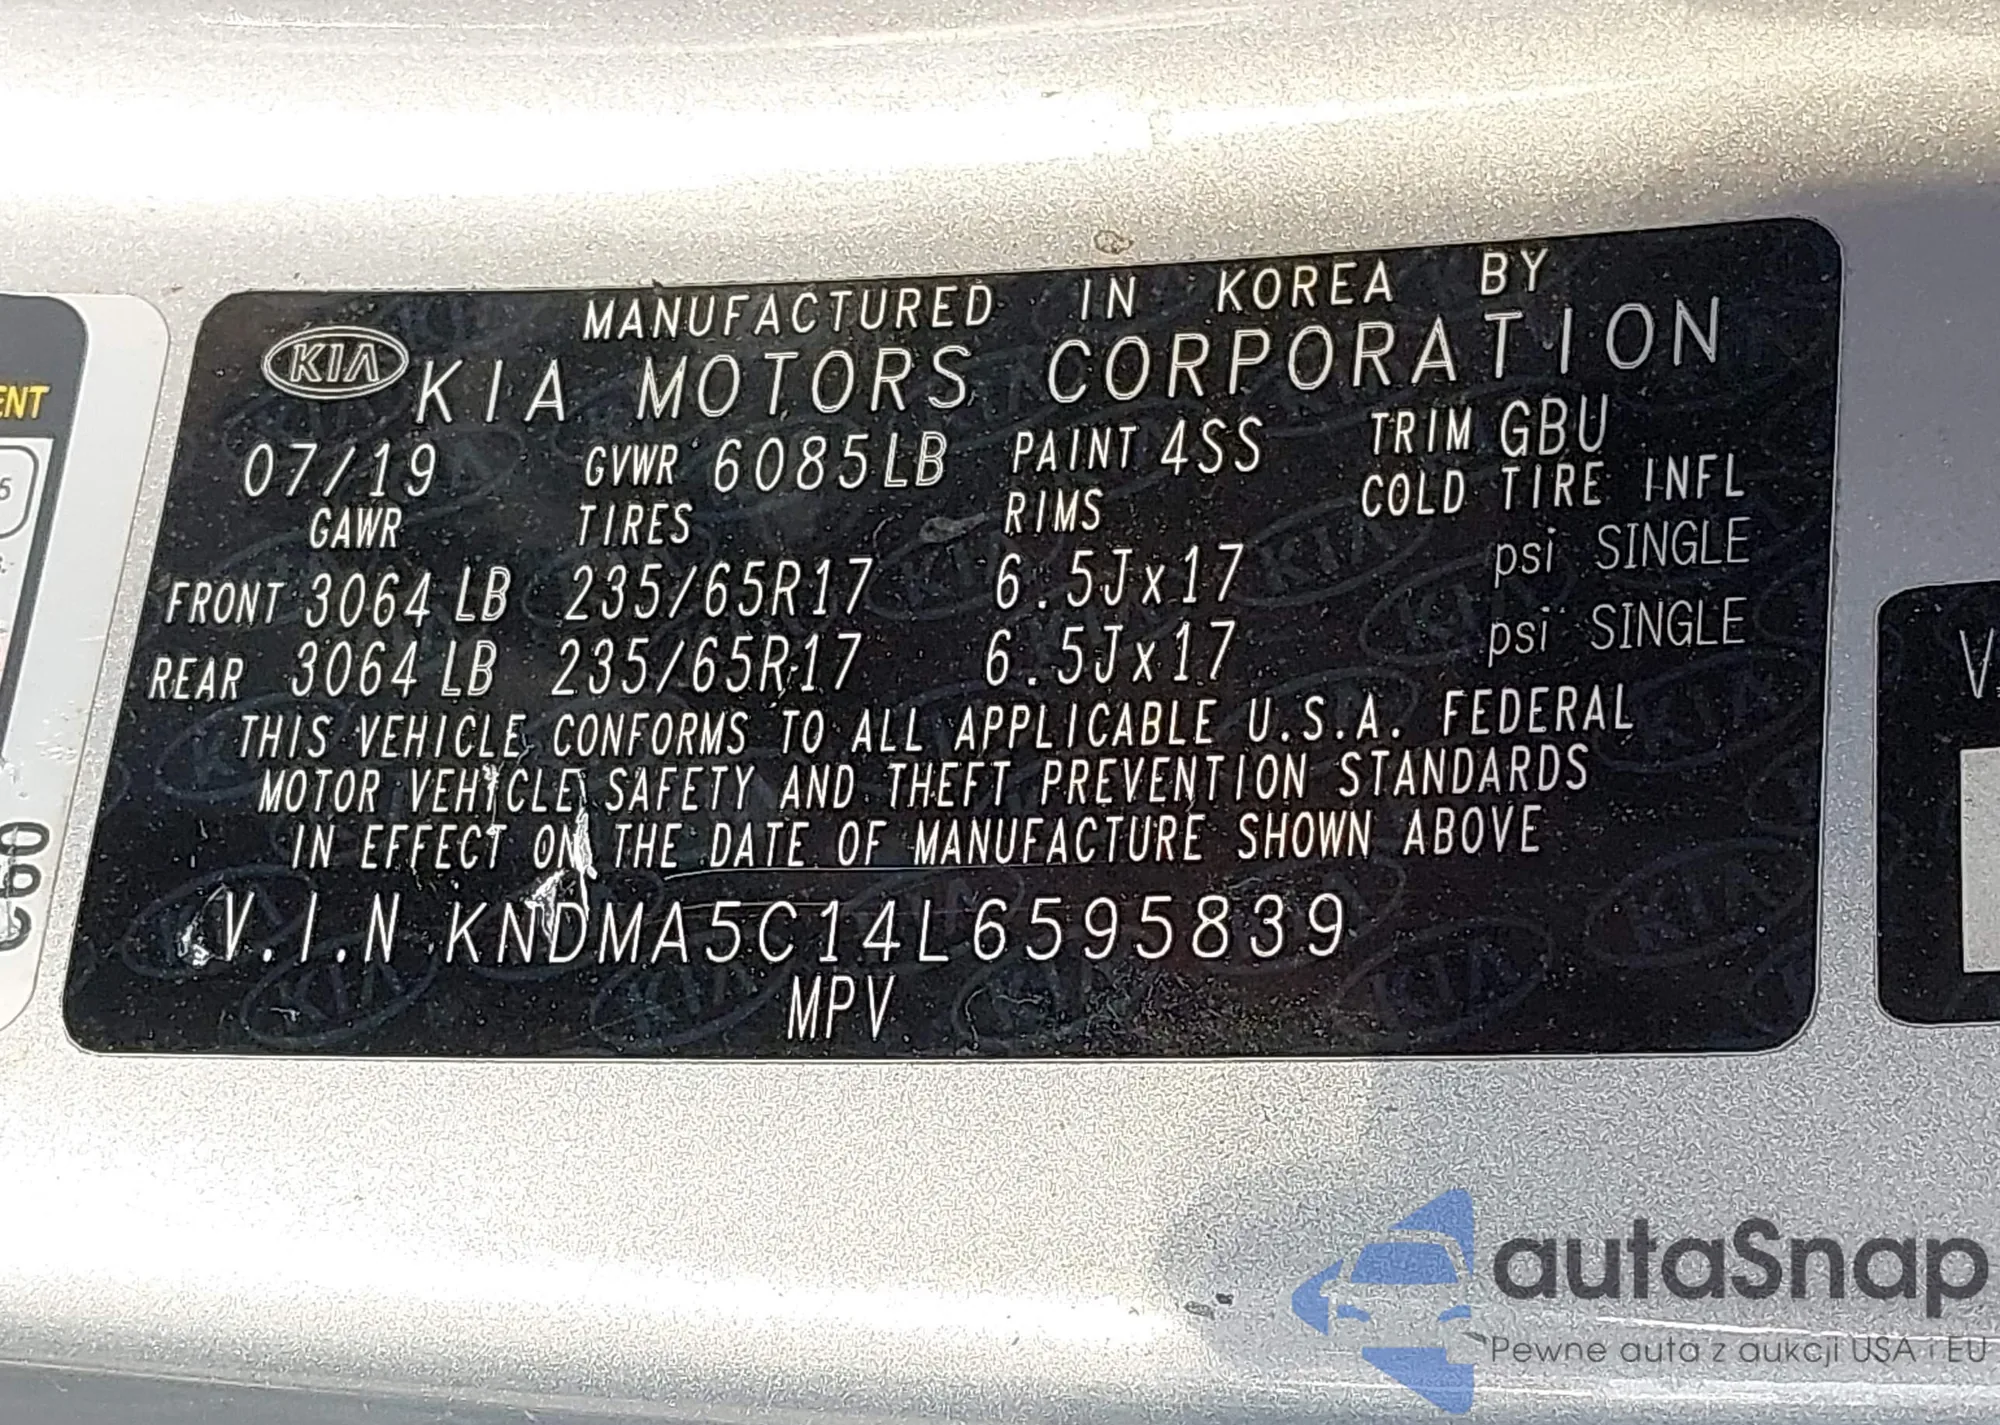 MANUFACTURED IN KOREA BY
KIA KIA MOTORS CORPORATION
07/19 GVWR 6085LB PAINT 4SS TRIM GBU
GAWR TIRES RIMS COLD TIRE INFL
FRONT 3064 LB 235/65R17 6.5Jx17 psi SINGLE
REAR 3064 LB 235/65R17 6.5Jx17 psi SINGLE
THIS VEHICLE CONFORMS TO ALL APPLICABLE U.S.A. FEDERAL
MOTOR VEHICLE SAFETY AND THEFT PREVENTION STANDARDS
IN EFFECT ON THE DATE OF MANUFACTURE SHOWN ABOVE
V.I.N KNDMA5C14L6595839
MPV
ENT
5
autaSnap
Pewne auta z aukcji USA i EU